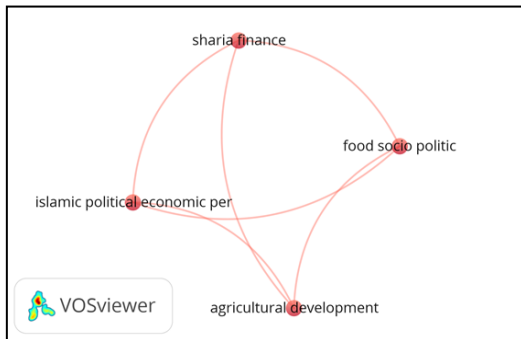 sharia finance
food socio politic
islamic political economic per
agricultural development
VOSviewer